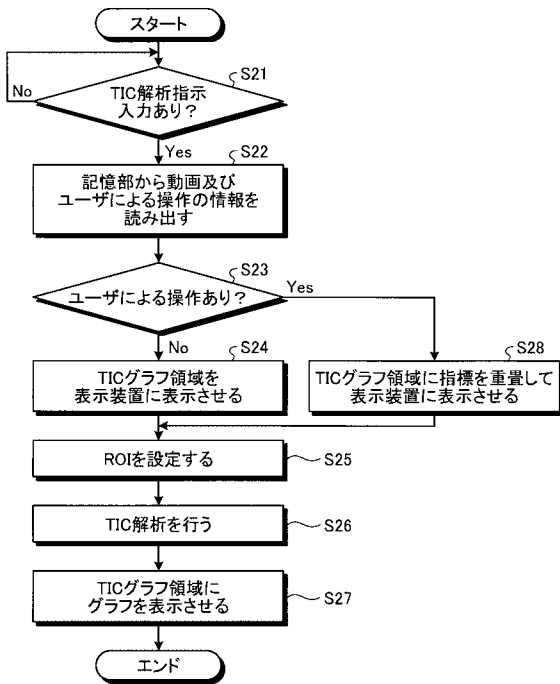 スタート
S21
No
TIC解析指示
入力あり?
Yes
S22
記憶部から動画及び
ユーザによる操作の情報を
読み出す
S23
ユーザによる操作あり?
Yes
No
S24
S28
TICグラフ領域を
表示装置に表示させる
TICグラフ領域に指標を重畳して
表示装置に表示させる
ROIを設定する
S25
TIC解析を行う
S26
TICグラフ領域に
グラフを表示させる
S27
エンド